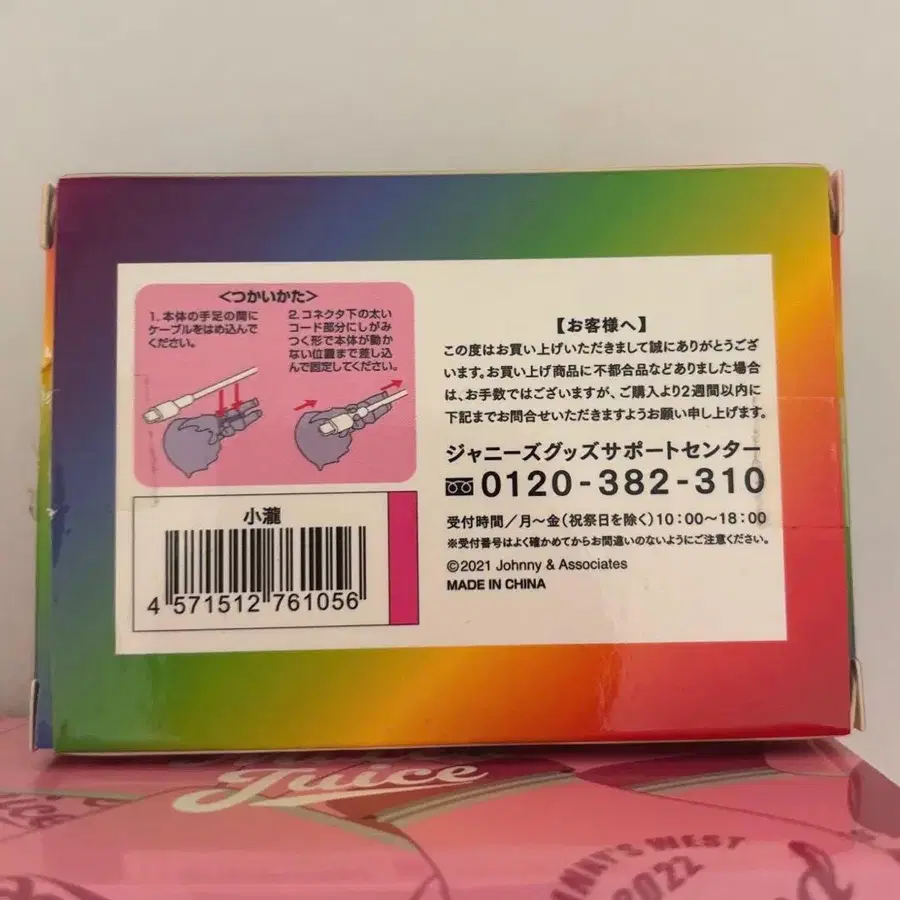 <つかいかた>
1. 本体の手足の間に
ケーブルをはめ込んで
ください。
2. コネクタ下の太い
コード部分にしがみ
つく形で本体が動か
ない位置まで差し込
んで固定してください。
小瀧
4 571512 761056
【お客様へ】
この度はお買い上げいただきまして誠にありがとうござ
います。お買い上げ商品に不都合品などありました場合
は、お手数ではございますが、ご購入より2週間以内に
下記までお問合せいただきますようお願い申し上げます。
ジャニーズグッズサポートセンター
0120-382-310
受付時間/月~金(祝祭日を除く)10:00~18:00
※受付番号はよく確かめてからお間違いのないようにご注意ください。
©2021 Johnny & Associates
MADE IN CHINA
Juice
NNY'S WEST
2022